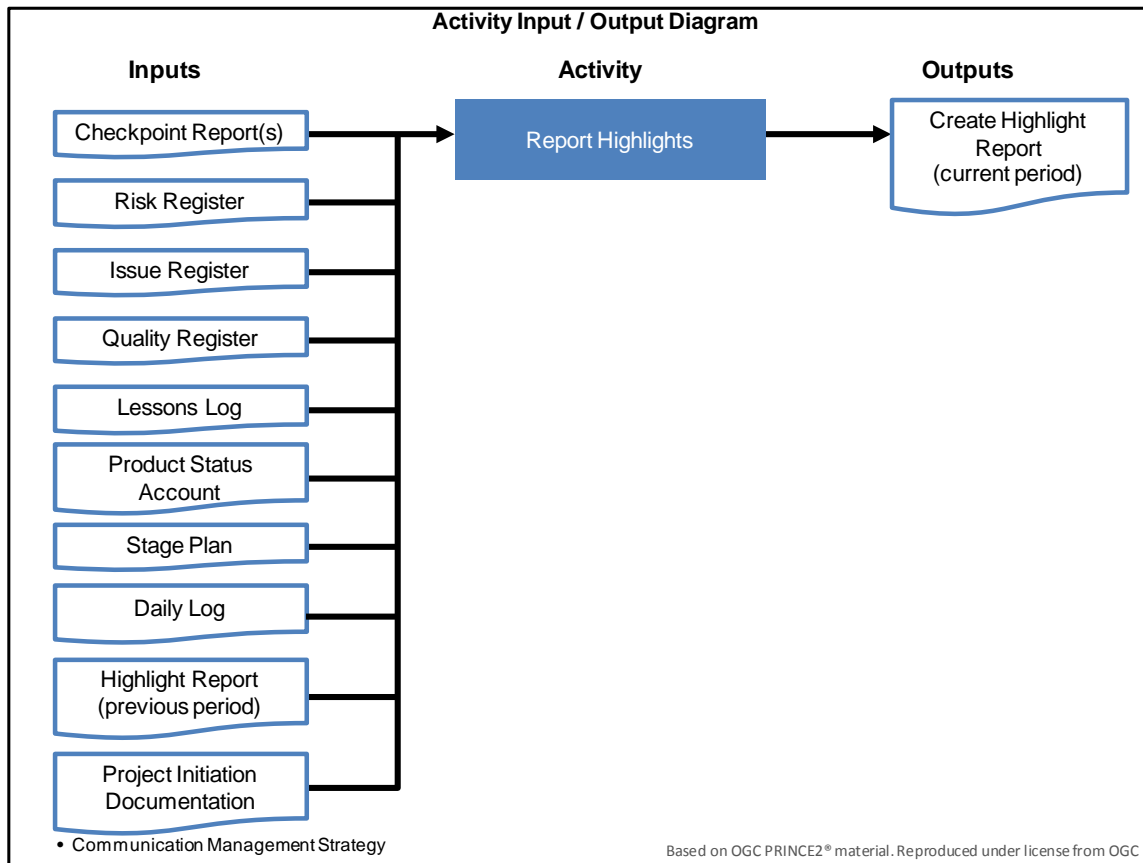 Activity Input / Output Diagram
Inputs
Activity
Outputs
Checkpoint Report(s)
Risk Register
Issue Register
Quality Register
Lessons Log
Product Status
Account
Stage Plan
Daily Log
Highlight Report
(previous period)
Project Initiation
Documentation
• Communication Management Strategy
Report Highlights
Create Highlight
Report
(current period)
Based on OGC PRINCE2® material. Reproduced under license from OGC